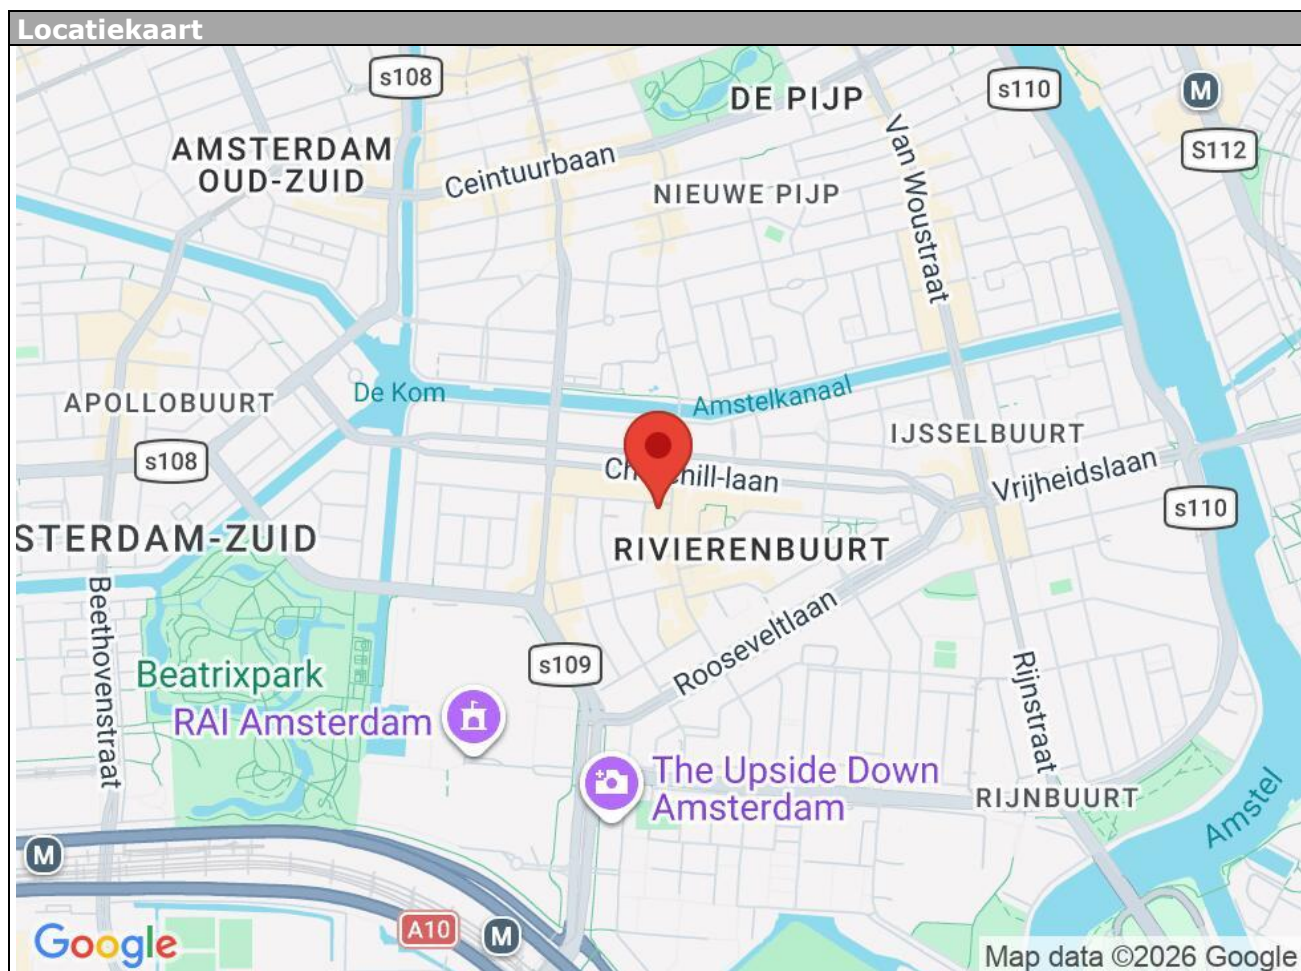 Locatiekaart
s108
DE PIJP
s110
M
S112
AMSTERDAM
OUD-ZUID
Ceintuurbaan
NIEUWE PIJP
Van Woustraat
De Kom
Amstelkanaal
APOLLOBUURT
IJSSELBUURT
s108
laan
Vrijheidslaan
s110
STERDAM-ZUID
RIVIERENBUURT
Beethovenstraat
Rooseveltlaan
s109
Rijnstraat
Beatrixpark
RAI Amsterdam
The Upside Down
Amsterdam
RIJNBUURT
Amstel
M
A10
M
Google
Map data ©2026 Google